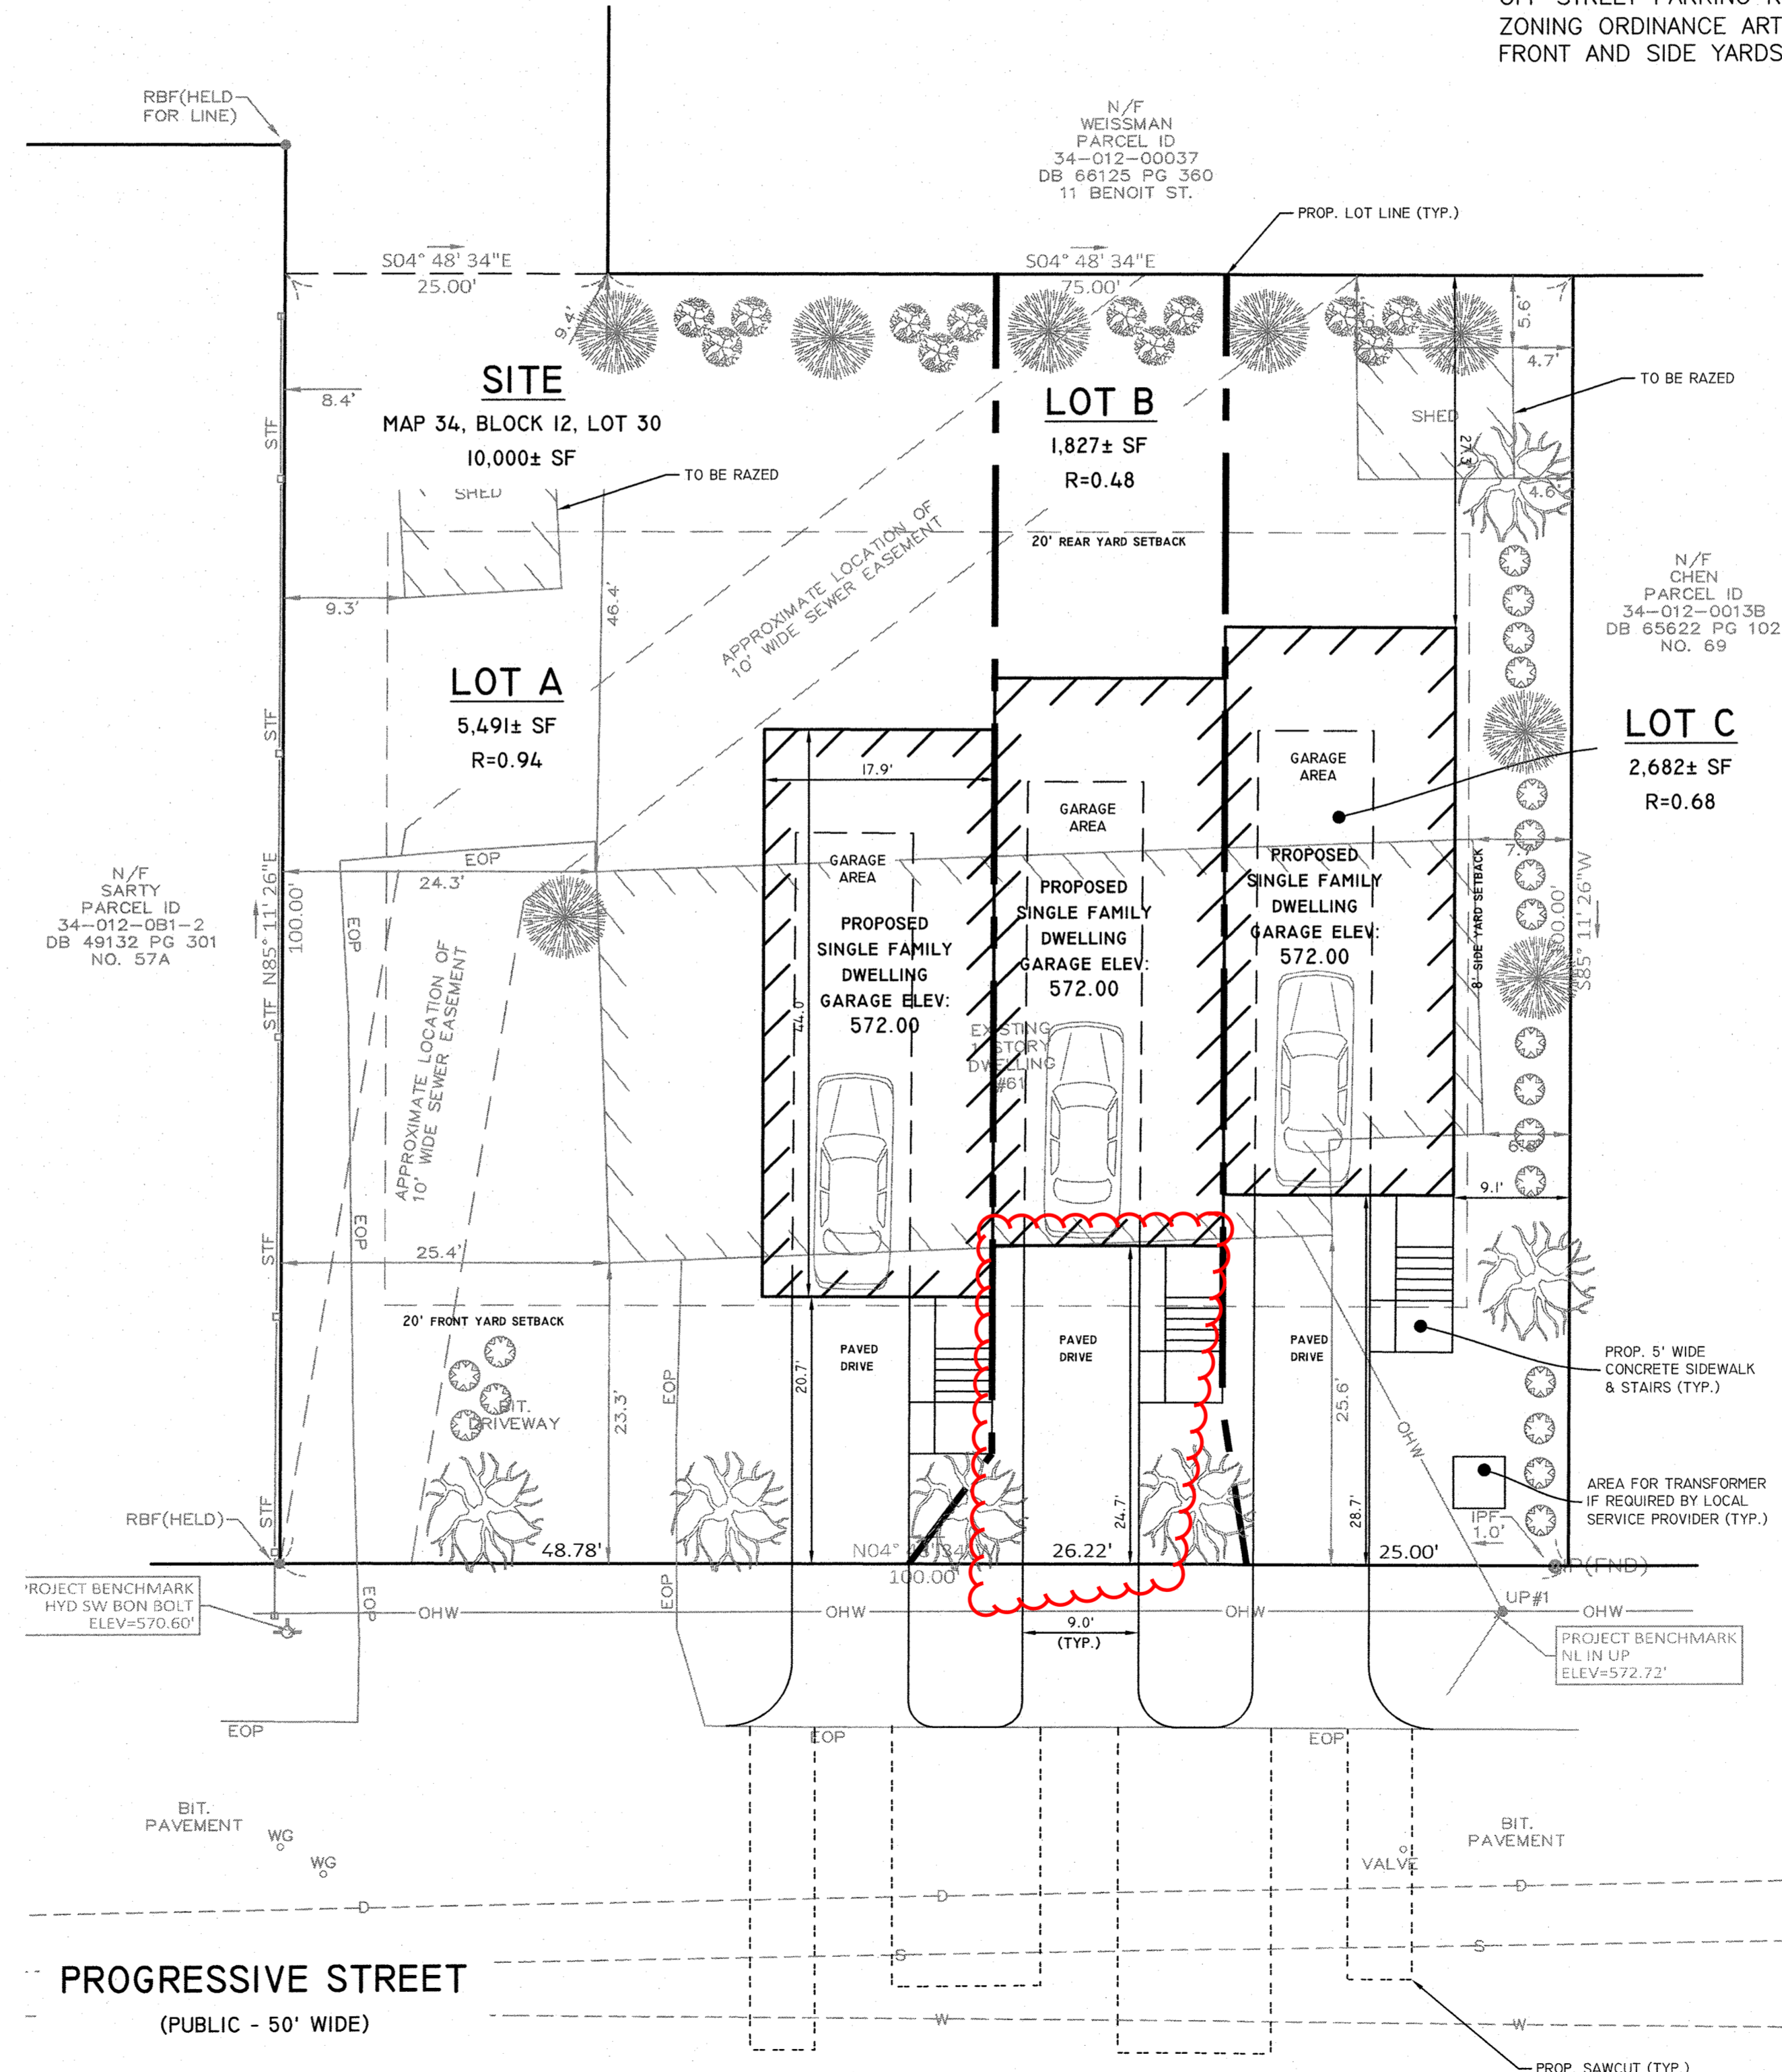 ZONING ORDINANCE ART
FRONT AND SIDE YARDS
RBF(HELD
FOR LINE)
N/F
WEISSMAN
PARCEL ID
34-012-00037
DB 66125 PG 360
11 BENOIT ST.
PROP. LOT LINE (TYP.)
S04° 48' 34"E
25.00'
S04° 48' 34"E
75.00'
9.4'
5.6'
4.7'
TO BE RAZED
SITE
MAP 34, BLOCK 12, LOT 30
10,000± SF
8.4'
STF
LOT B
1,827± SF
R=0.48
SHED
27.3'
4.6'
TO BE RAZED
SHED
20' REAR YARD SETBACK
APPROXIMATE LOCATION OF
10' WIDE SEWER EASEMENT
9.3'
46.4'
N/F
CHEN
PARCEL ID
34-012-0013B
DB 65622 PG 102
NO. 69
LOT A
5,491± SF
R=0.94
STF
LOT C
2,682± SF
R=0.68
17.9'
GARAGE
AREA
GARAGE
AREA
GARAGE
AREA
EOP
24.3'
N/F
SARTY
PARCEL ID
34-012-0B1-2
DB 49132 PG 301
NO. 57A
STF N85° 11' 26"E
100.00'
EOP
PROPOSED
SINGLE FAMILY
DWELLING
GARAGE ELEV:
572.00
PROPOSED
SINGLE FAMILY
DWELLING
GARAGE ELEV:
572.00
PROPOSED
SINGLE FAMILY
DWELLING
GARAGE ELEV:
572.00
8' SIDE YARD SETBACK
S85° 11' 26"W
100.00'
44.0'
EXISTING
STORY
DWELLING
#61
APPROXIMATE LOCATION OF
10' WIDE SEWER EASEMENT
6.8'
9.1'
EOP
STF
25.4'
20' FRONT YARD SETBACK
PAVED
DRIVE
PAVED
DRIVE
PAVED
DRIVE
PROP. 5' WIDE
CONCRETE SIDEWALK
& STAIRS (TYP.)
BIT.
DRIVEWAY
EOP
23.3'
20.7'
24.7'
25.6'
28.7'
OHW
AREA FOR TRANSFORMER
IF REQUIRED BY LOCAL
SERVICE PROVIDER (TYP.)
IPF
1.0'
RBF(HELD)
STF
48.78'
26.22'
25.00'
100.00'
IP(FND)
PROJECT BENCHMARK
HYD SW BON BOLT
ELEV=570.60'
EOP
EOP
OHW
OHW
OHW
UP#1
OHW
9.0'
(TYP.)
PROJECT BENCHMARK
NL IN UP
ELEV=572.72'
EOP
EOP
EOP
BIT.
PAVEMENT
WG
WG
BIT.
PAVEMENT
VALVE
D
D
D
S
S
PROGRESSIVE STREET
(PUBLIC - 50' WIDE)
W
W
PROP. SAWCUT (TYP.)